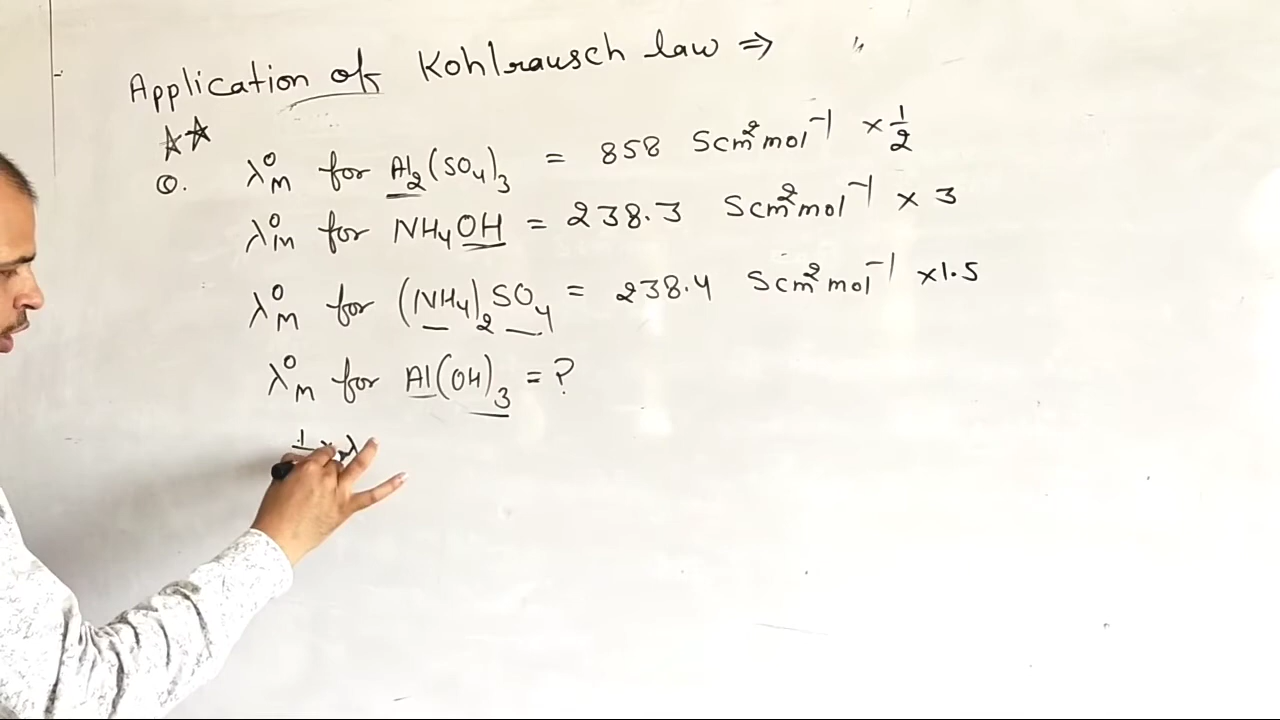 Application of Kohlrausch law ⇒
☆☆
Q. λ°M for Al₂(SO₄)₃ = 858 Scm²mol⁻¹ × 1/2
λ°M for NH₄OH = 238.3 Scm²mol⁻¹ × 3
λ°M for (NH₄)₂SO₄ = 238.4 Scm²mol⁻¹ ×1.5
λ°M for Al(OH)₃ = ?